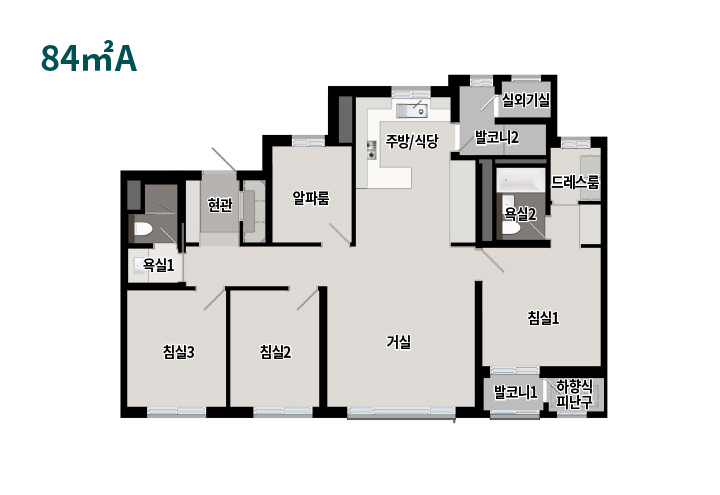 84㎡A
실외기실
발코니2
주방/식당
드레스룸
알파룸
현관
욕실2
욕실1
침실1
거실
침실3
침실2
발코니1
하향식
피난구